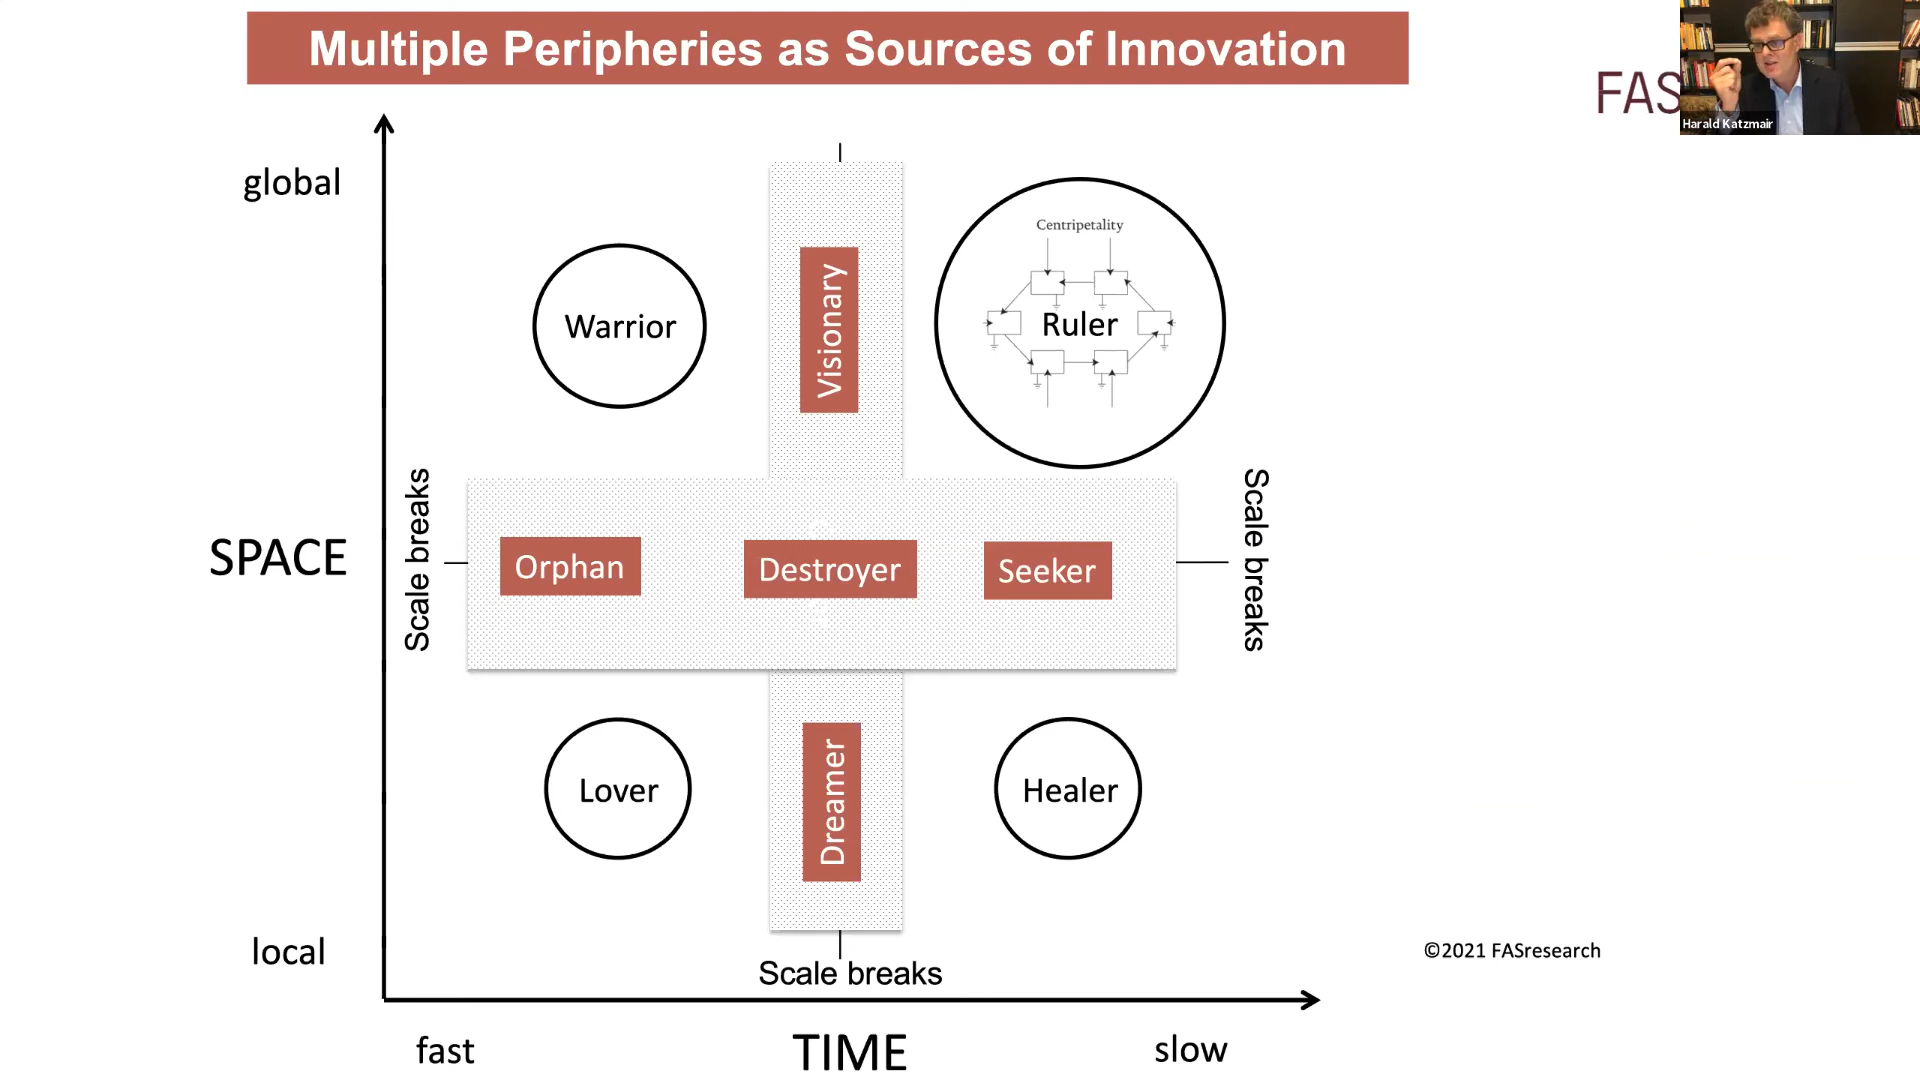 Multiple Peripheries as Sources of Innovation
FAS
Harald Katzmair
global
Centripetality
Warrior
Visionary
Ruler
Scale breaks
Scale breaks
SPACE
Orphan
Destroyer
Seeker
Lover
Dreamer
Healer
local
©2021 FASresearch
Scale breaks
fast
TIME
slow